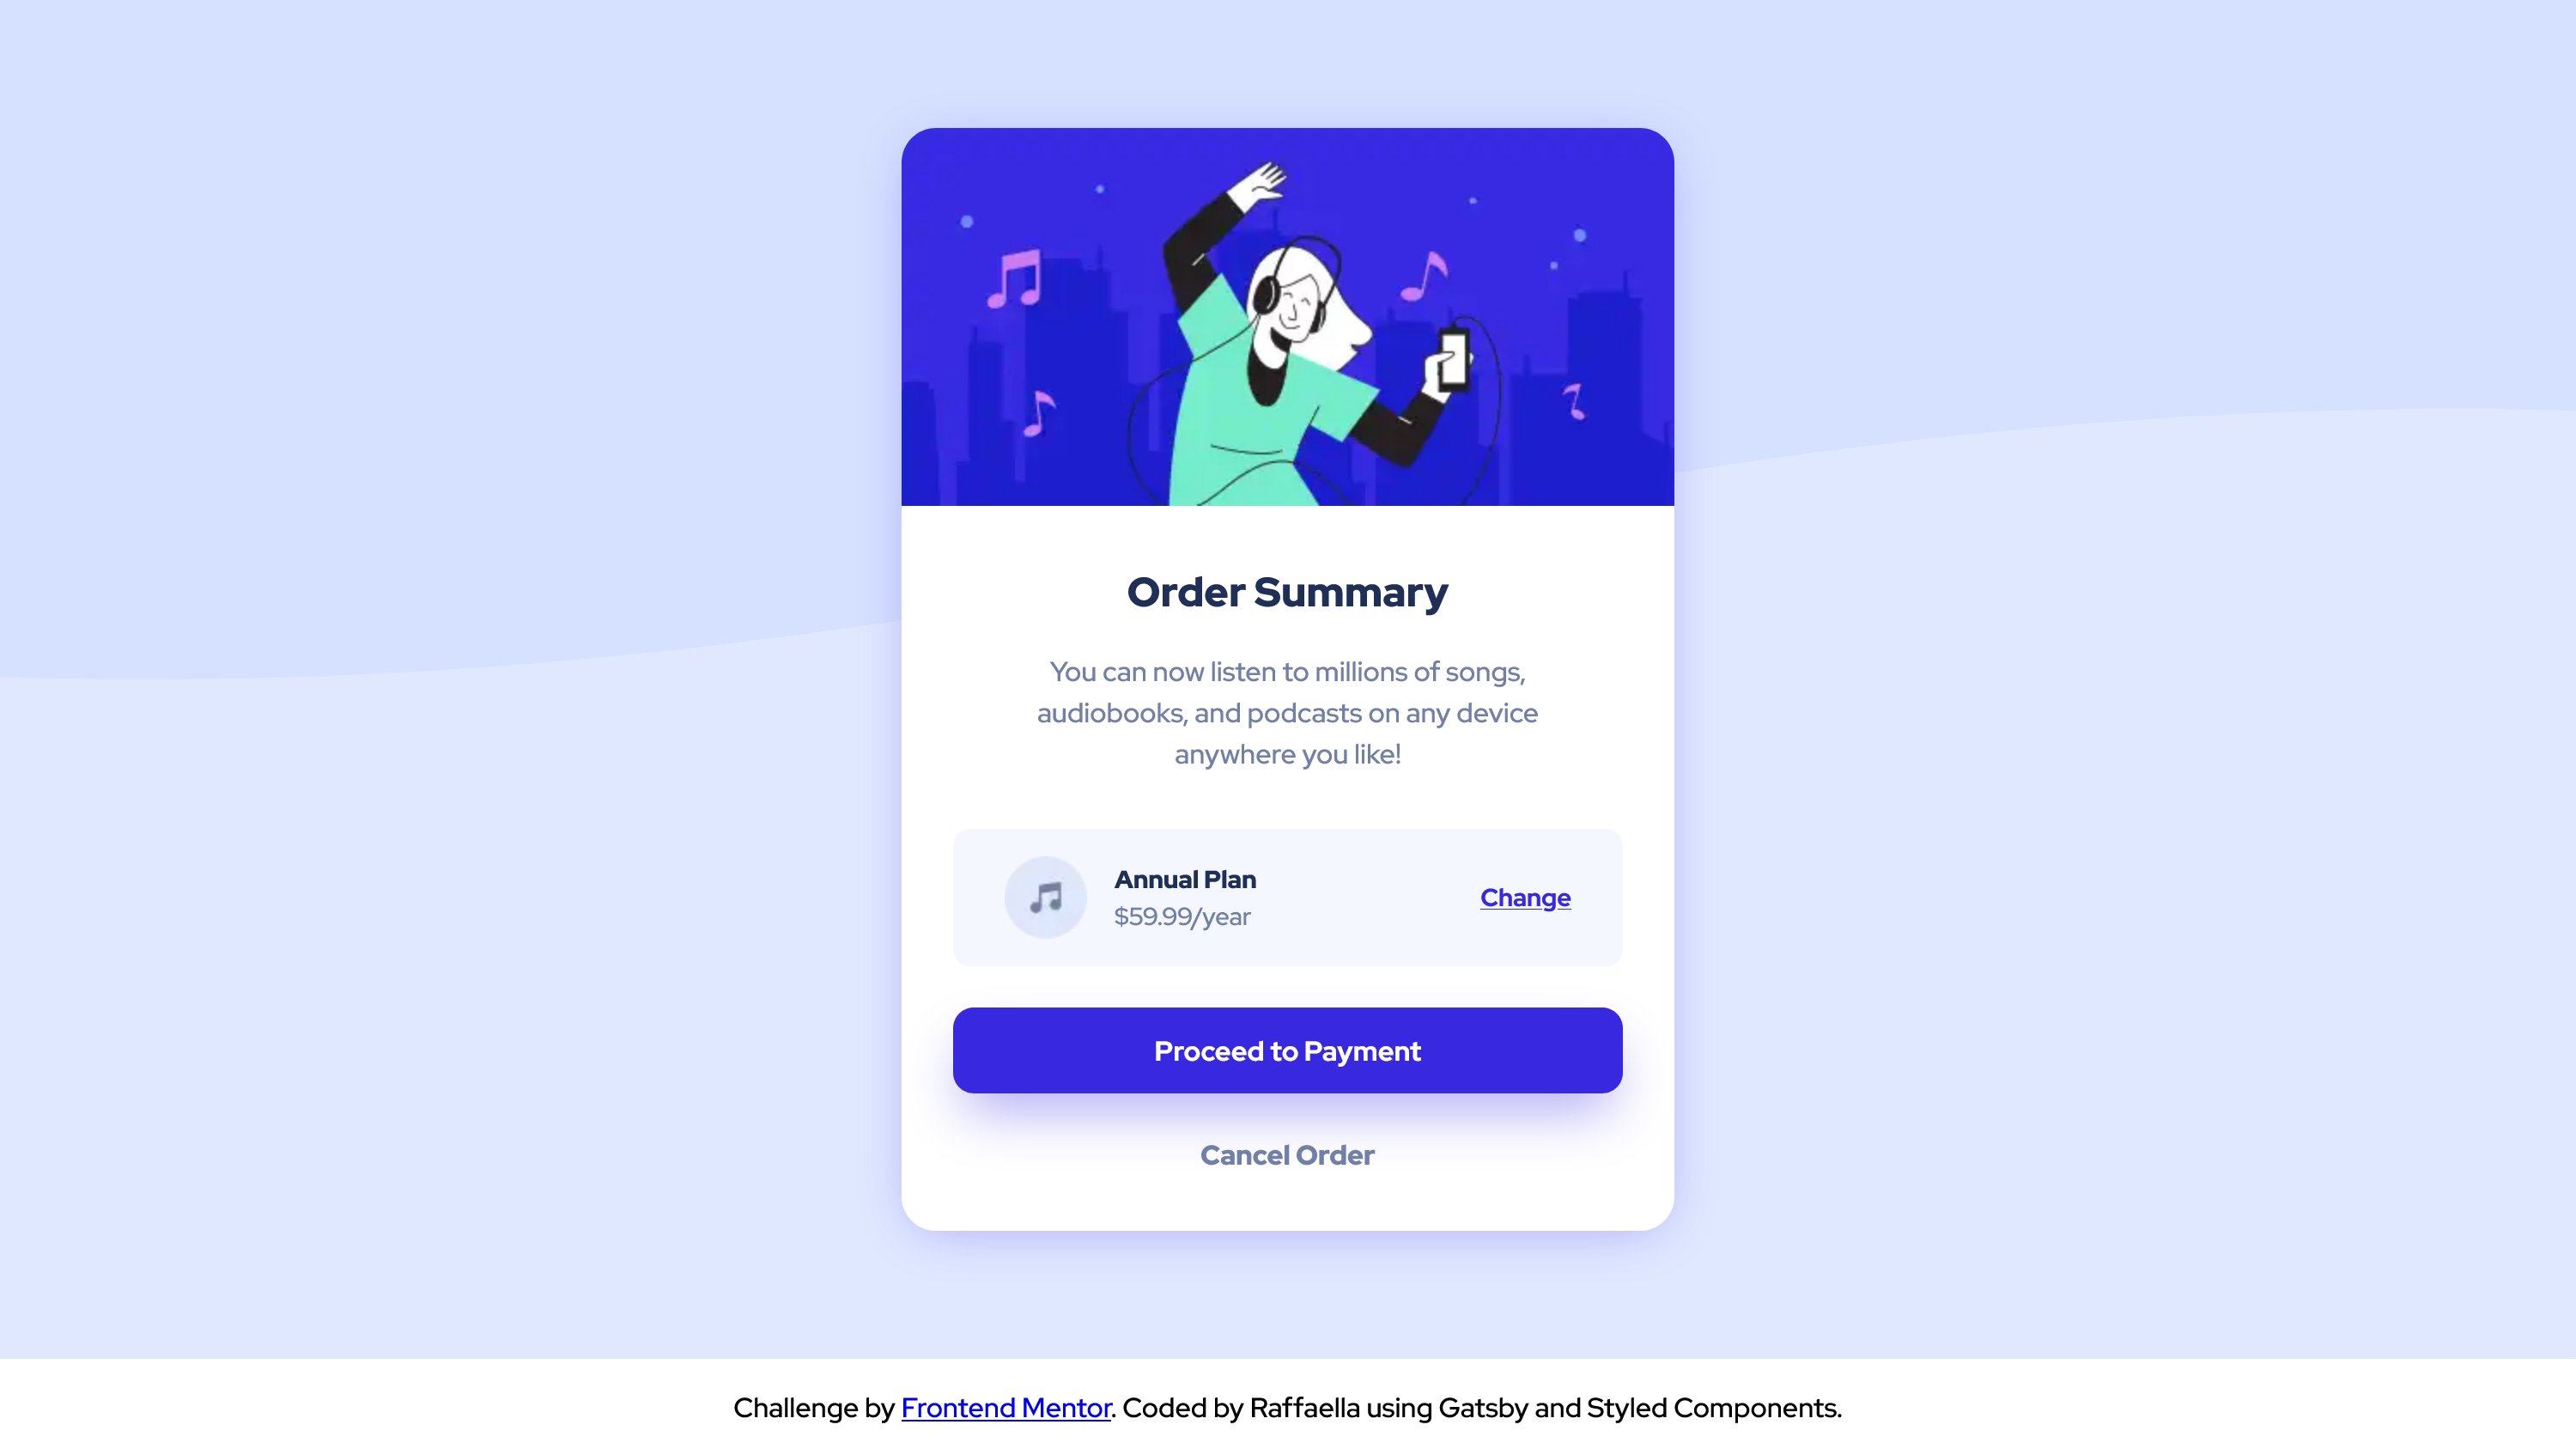 Order Summary
You can now listen to millions of songs,
audiobooks, and podcasts on any device
anywhere you like!
Annual Plan
$59.99/year
Change
Proceed to Payment
Cancel Order
Challenge by Frontend Mentor. Coded by Raffaella using Gatsby and Styled Components.